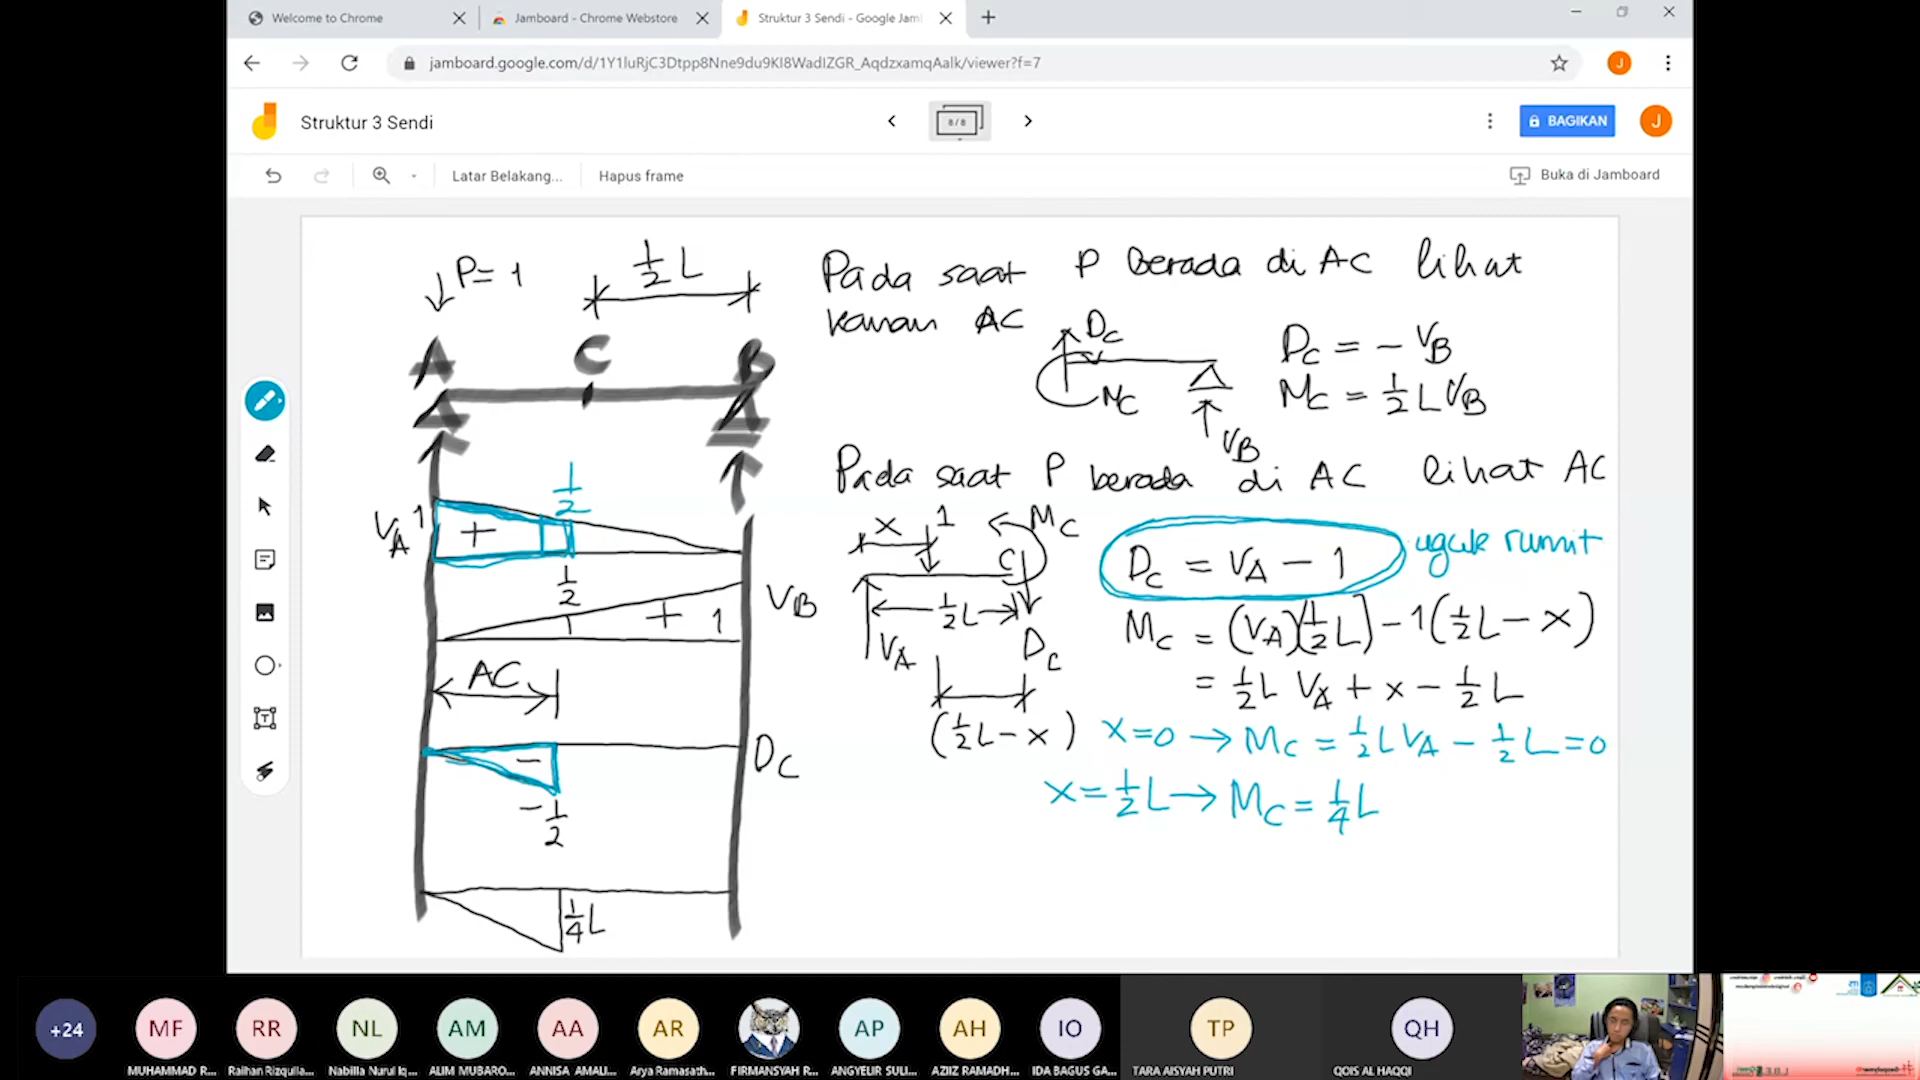 Welcome to Chrome
Jamboard - Chrome Webstore
Struktur 3 Sendi - Google Jam
jamboard.google.com/d/1Y1luRjC3Dtpp8Nne9du9KI8WadIZGR_AqdzxamqAalk/viewer?f=7
J
Struktur 3 Sendi
8 / 8
BAGIKAN
J
Latar Belakang...
Hapus frame
Buka di Jamboard
P = 1
1/2 L
A
C
B
1/2
VA
1
+
1/2
VB
+
1
AC
DC
-
-1/2
1/4 L
Pada saat P berada di AC lihat
kanan AC
DC
MC
VB
DC = - VB
MC = 1/2 L VB
Pada saat P berada di AC lihat AC
x
1
MC
C
1/2 L
VA
DC
(1/2 L - x)
DC = VA - 1
MC = (VA)(1/2 L) - 1(1/2 L - x)
= 1/2 L VA + x - 1/2 L
x=0 → MC = 1/2 L VA - 1/2 L = 0
x = 1/2 L → MC = 1/4 L
+24
MF
RR
NL
AM
AA
AR
AP
AH
IO
TP
QH
MUHAMMAD R...
Raihan Rizqulla...
Nabilla Nurul Iq...
ALIM MUBARO...
ANNISA AMALI...
Arya Ramasath...
FIRMANSYAH R...
ANGYELIR SULI...
AZIIZ RAMADH...
IDA BAGUS GA...
TARA AISYAH PUTRI
QOIS AL HAQQI